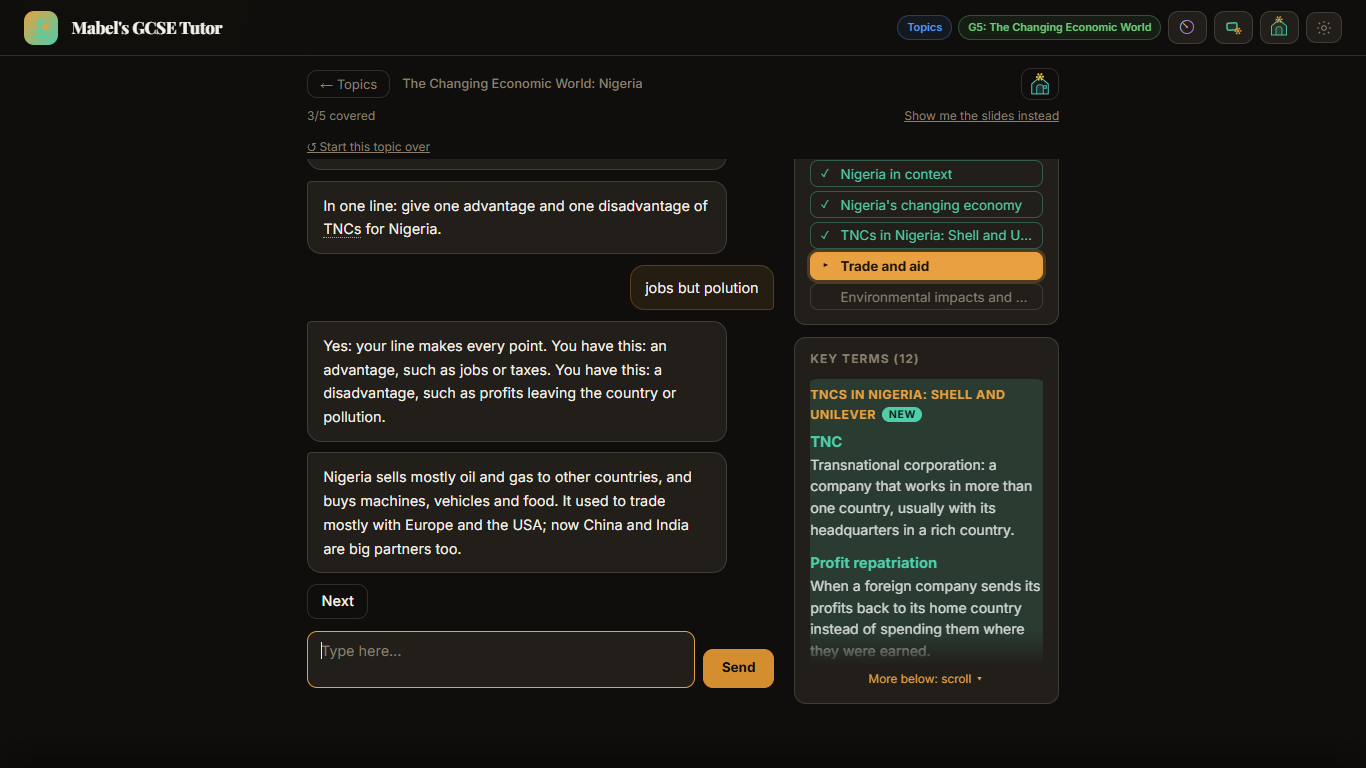 Mabel's GCSE Tutor
Topics
G5: The Changing Economic World
← Topics
The Changing Economic World: Nigeria
3/5 covered
Show me the slides instead
↺ Start this topic over
In one line: give one advantage and one disadvantage of
TNCs for Nigeria.
jobs but polution
Yes: your line makes every point. You have this: an
advantage, such as jobs or taxes. You have this: a
disadvantage, such as profits leaving the country or
pollution.
Nigeria sells mostly oil and gas to other countries, and
buys machines, vehicles and food. It used to trade
mostly with Europe and the USA; now China and India
are big partners too.
Next
Type here...
Send
✓ Nigeria in context
✓ Nigeria's changing economy
✓ TNCs in Nigeria: Shell and U...
▸ Trade and aid
Environmental impacts and ...
KEY TERMS (12)
TNCS IN NIGERIA: SHELL AND
UNILEVER NEW
TNC
Transnational corporation: a
company that works in more than
one country, usually with its
headquarters in a rich country.
Profit repatriation
When a foreign company sends its
profits back to its home country
instead of spending them where
they were earned.
More below: scroll ▾